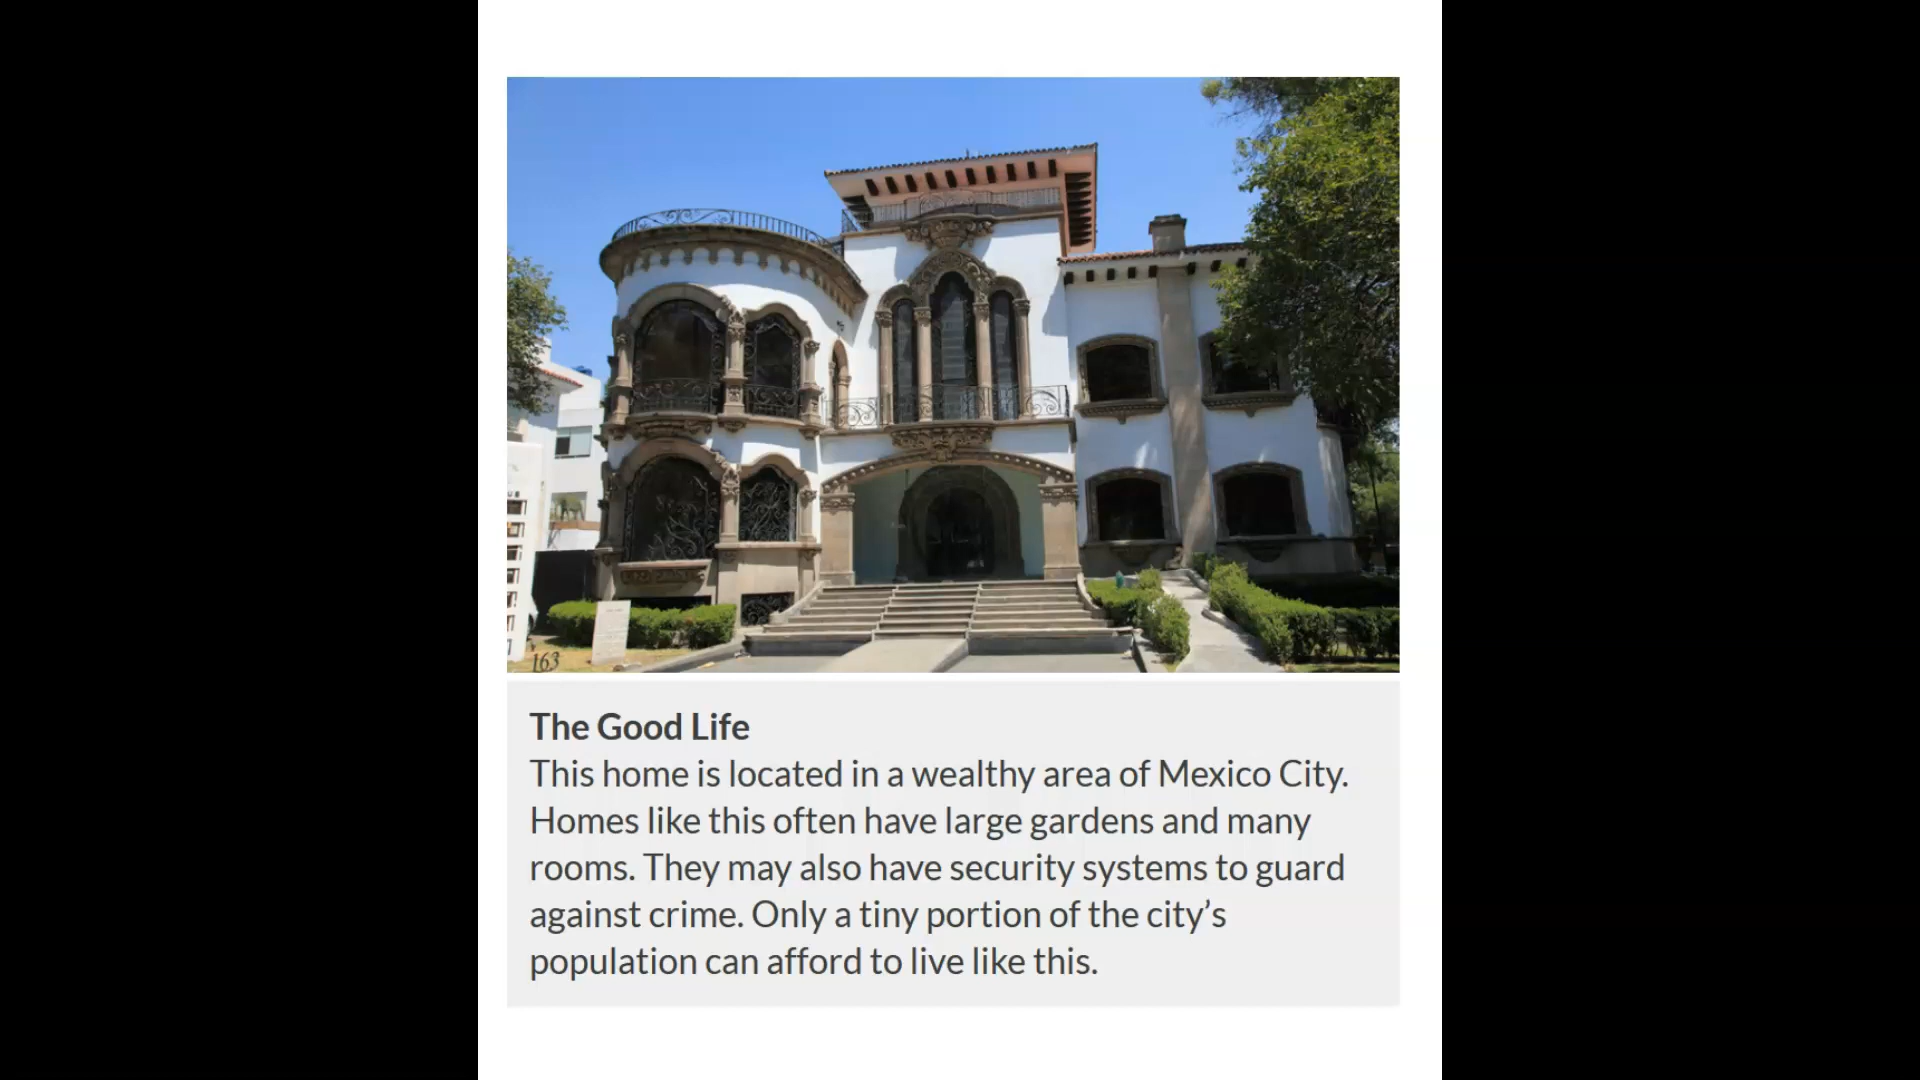 163
The Good Life
This home is located in a wealthy area of Mexico City.
Homes like this often have large gardens and many
rooms. They may also have security systems to guard
against crime. Only a tiny portion of the city’s
population can afford to live like this.